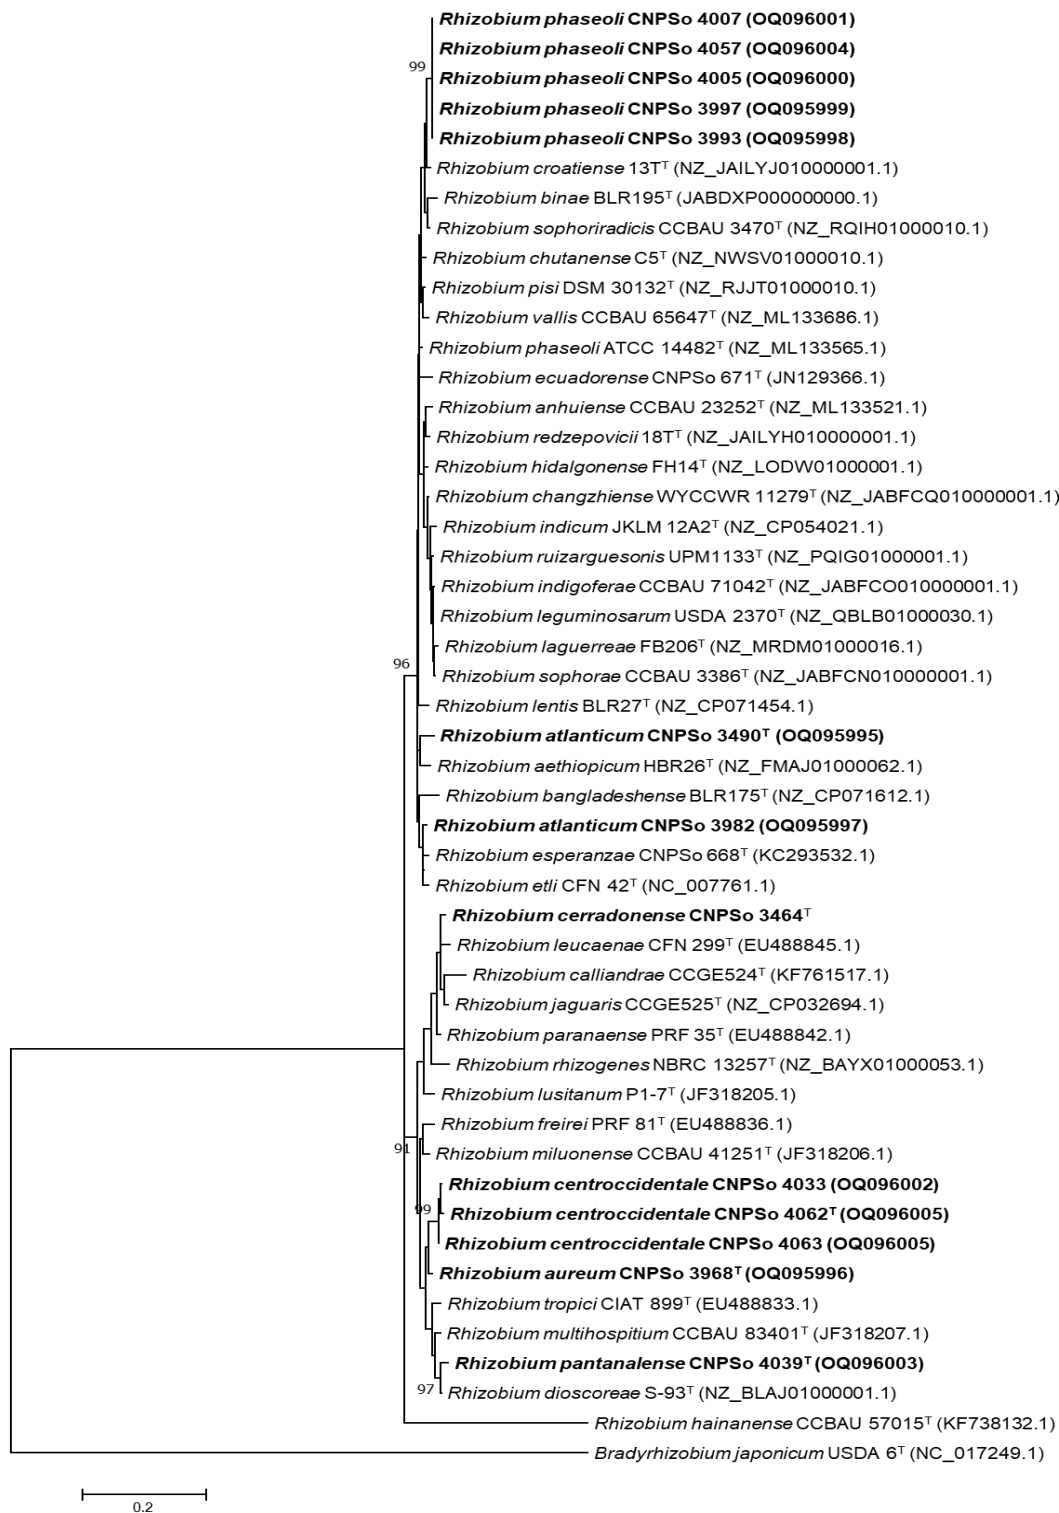 Rhizobium phaseoli CNPSo 4007 (OQ096001)
Rhizobium phaseoli CNPSo 4057 (OQ096004)
99
Rhizobium phaseoli CNPSo 4005 (OQ096000)
Rhizobium phaseoli CNPSo 3997 (OQ095999)
Rhizobium phaseoli CNPSo 3993 (OQ095998)
Rhizobium croatiense 13Tᵀ (NZ_JAILYJ010000001.1)
Rhizobium binae BLR195ᵀ (JABDXP000000000.1)
Rhizobium sophoriradicis CCBAU 3470ᵀ (NZ_RQIH01000010.1)
Rhizobium chutanense C5ᵀ (NZ_NWSV01000010.1)
Rhizobium pisi DSM 30132ᵀ (NZ_RJJT01000010.1)
Rhizobium vallis CCBAU 65647ᵀ (NZ_ML133686.1)
Rhizobium phaseoli ATCC 14482ᵀ (NZ_ML133565.1)
Rhizobium ecuadorense CNPSo 671ᵀ (JN129366.1)
Rhizobium anhuiense CCBAU 23252ᵀ (NZ_ML133521.1)
Rhizobium redzepovicii 18Tᵀ (NZ_JAILYH010000001.1)
Rhizobium hidalgonense FH14ᵀ (NZ_LODW01000001.1)
Rhizobium changzhiense WYCCWR 11279ᵀ (NZ_JABFCQ010000001.1)
Rhizobium indicum JKLM 12A2ᵀ (NZ_CP054021.1)
Rhizobium ruizarguesonis UPM1133ᵀ (NZ_PQIG01000001.1)
Rhizobium indigoferae CCBAU 71042ᵀ (NZ_JABFCO010000001.1)
Rhizobium leguminosarum USDA 2370ᵀ (NZ_QBLB01000030.1)
Rhizobium laguerreae FB206ᵀ (NZ_MRDM01000016.1)
96
Rhizobium sophorae CCBAU 3386ᵀ (NZ_JABFCN010000001.1)
Rhizobium lentis BLR27ᵀ (NZ_CP071454.1)
Rhizobium atlanticum CNPSo 3490ᵀ (OQ095995)
Rhizobium aethiopicum HBR26ᵀ (NZ_FMAJ01000062.1)
Rhizobium bangladeshense BLR175ᵀ (NZ_CP071612.1)
Rhizobium atlanticum CNPSo 3982 (OQ095997)
Rhizobium esperanzae CNPSo 668ᵀ (KC293532.1)
Rhizobium etli CFN 42ᵀ (NC_007761.1)
Rhizobium cerradonense CNPSo 3464ᵀ
Rhizobium leucaenae CFN 299ᵀ (EU488845.1)
Rhizobium calliandrae CCGE524ᵀ (KF761517.1)
Rhizobium jaguaris CCGE525ᵀ (NZ_CP032694.1)
Rhizobium paranaense PRF 35ᵀ (EU488842.1)
Rhizobium rhizogenes NBRC 13257ᵀ (NZ_BAYX01000053.1)
Rhizobium lusitanum P1-7ᵀ (JF318205.1)
Rhizobium freirei PRF 81ᵀ (EU488836.1)
91
Rhizobium miluonense CCBAU 41251ᵀ (JF318206.1)
Rhizobium centroccidentale CNPSo 4033 (OQ096002)
99
Rhizobium centroccidentale CNPSo 4062ᵀ (OQ096005)
Rhizobium centroccidentale CNPSo 4063 (OQ096005)
Rhizobium aureum CNPSo 3968ᵀ (OQ095996)
Rhizobium tropici CIAT 899ᵀ (EU488833.1)
Rhizobium multihospitium CCBAU 83401ᵀ (JF318207.1)
Rhizobium pantanalense CNPSo 4039ᵀ (OQ096003)
97
Rhizobium dioscoreae S-93ᵀ (NZ_BLAJ01000001.1)
Rhizobium hainanense CCBAU 57015ᵀ (KF738132.1)
Bradyrhizobium japonicum USDA 6ᵀ (NC_017249.1)
0.2